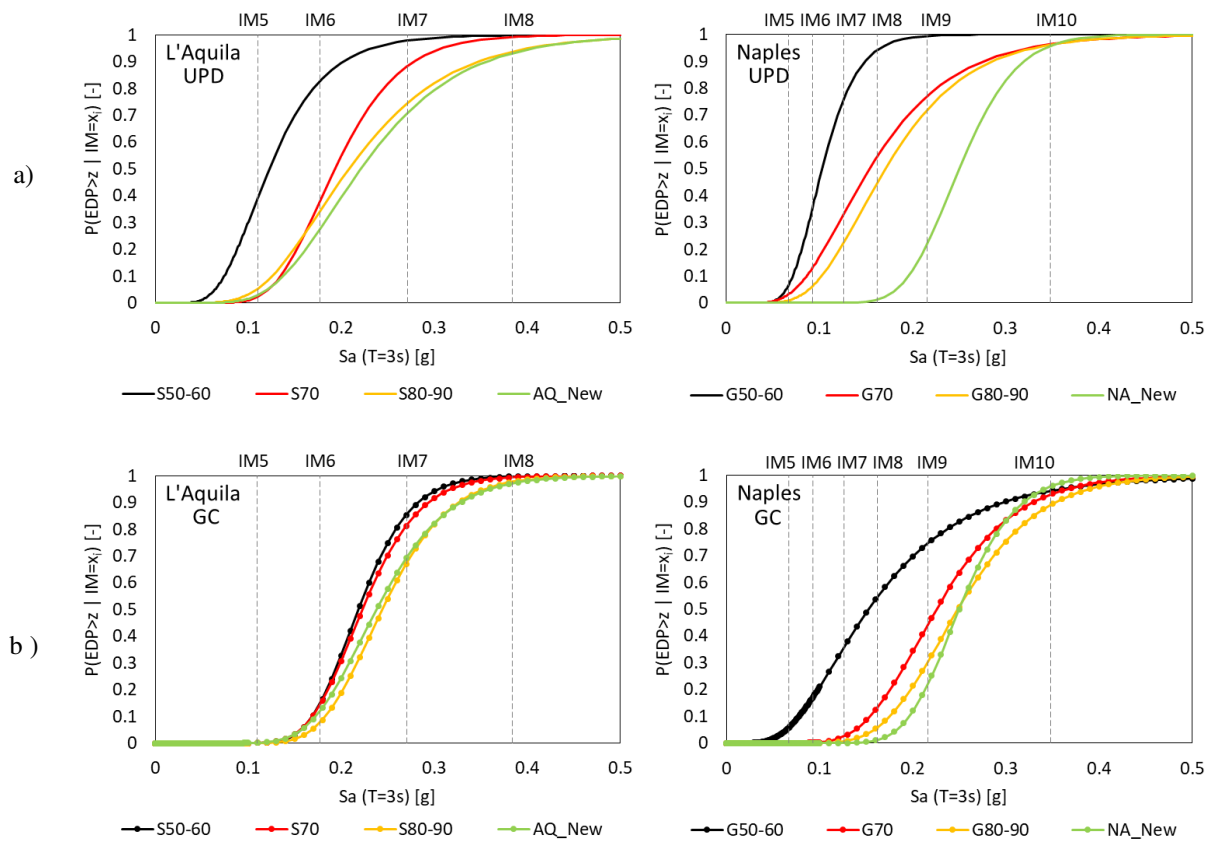 IM5 IM6 IM7 IM8
L'Aquila
UPD
a)
P(EDP>z | IM=xᵢ) [-]
1
0.9
0.8
0.7
0.6
0.5
0.4
0.3
0.2
0.1
0
0 0.1 0.2 0.3 0.4 0.5
Sa (T=3s) [g]
S50-60 S70 S80-90 AQ_New
IM5 IM6 IM7 IM8 IM9 IM10
Naples
UPD
P(EDP>z | IM=xᵢ) [-]
1
0.9
0.8
0.7
0.6
0.5
0.4
0.3
0.2
0.1
0
0 0.1 0.2 0.3 0.4 0.5
Sa (T=3s) [g]
G50-60 G70 G80-90 NA_New
IM5 IM6 IM7 IM8
L'Aquila
GC
b )
P(EDP>z | IM=xᵢ) [-]
1
0.9
0.8
0.7
0.6
0.5
0.4
0.3
0.2
0.1
0
0 0.1 0.2 0.3 0.4 0.5
Sa (T=3s) [g]
S50-60 S70 S80-90 AQ_New
IM5 IM6 IM7 IM8 IM9 IM10
Naples
GC
P(EDP>z | IM=xᵢ) [-]
1
0.9
0.8
0.7
0.6
0.5
0.4
0.3
0.2
0.1
0
0 0.1 0.2 0.3 0.4 0.5
Sa (T=3s) [g]
G50-60 G70 G80-90 NA_New